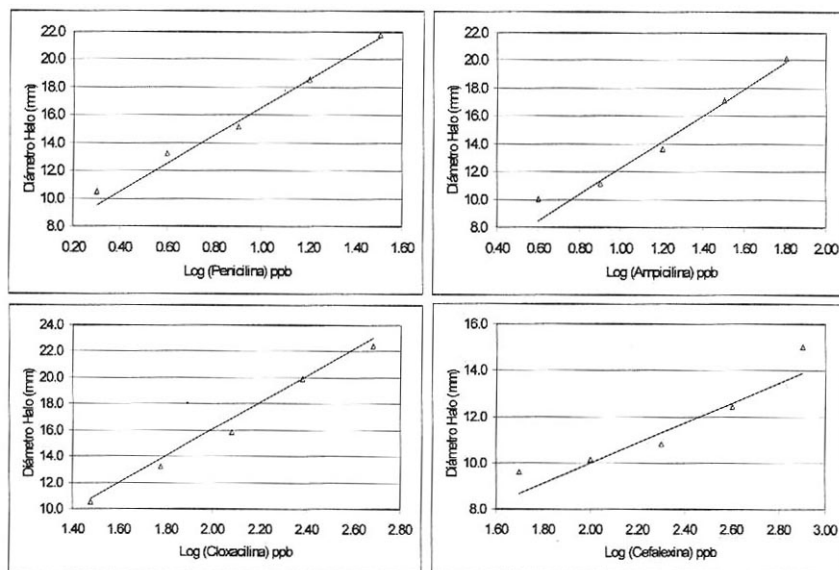 Diámetro Halo (mm)
22.0
20.0
18.0
16.0
14.0
12.0
10.0
8.0
0.20 0.40 0.60 0.80 1.00 1.20 1.40 1.60
Log (Penicilina) ppb
Diámetro Halo (mm)
22.0
20.0
18.0
16.0
14.0
12.0
10.0
8.0
0.40 0.60 0.80 1.00 1.20 1.40 1.60 1.80 2.00
Log (Ampicilina) ppb
Diámetro Halo (mm)
24.0
22.0
20.0
18.0
16.0
14.0
12.0
10.0
1.40 1.60 1.80 2.00 2.20 2.40 2.60 2.80
Log (Cloxacilina) ppb
Diámetro Halo (mm)
16.0
14.0
12.0
10.0
8.0
1.60 1.80 2.00 2.20 2.40 2.60 2.80 3.00
Log (Cefalexina) ppb